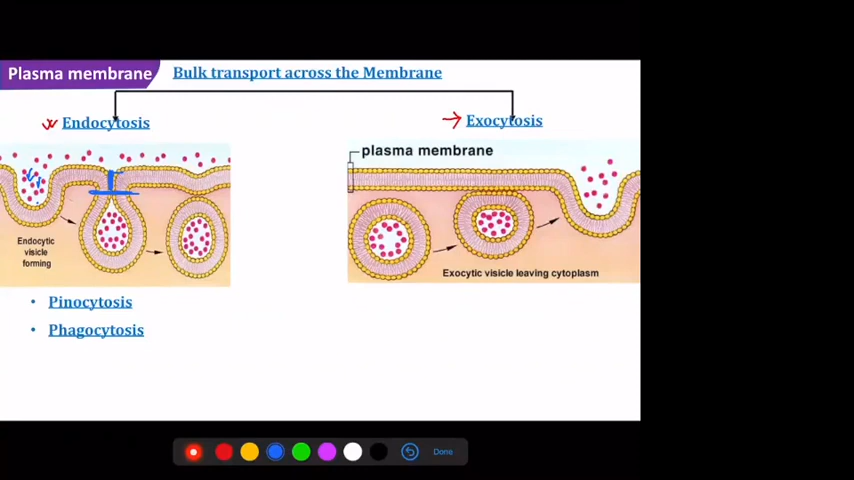 Plasma membrane
Bulk transport across the Membrane
Endocytosis
Exocytosis
plasma membrane
Endocytic
visicle
forming
Exocytic visicle leaving cytoplasm
• Pinocytosis
• Phagocytosis
Done